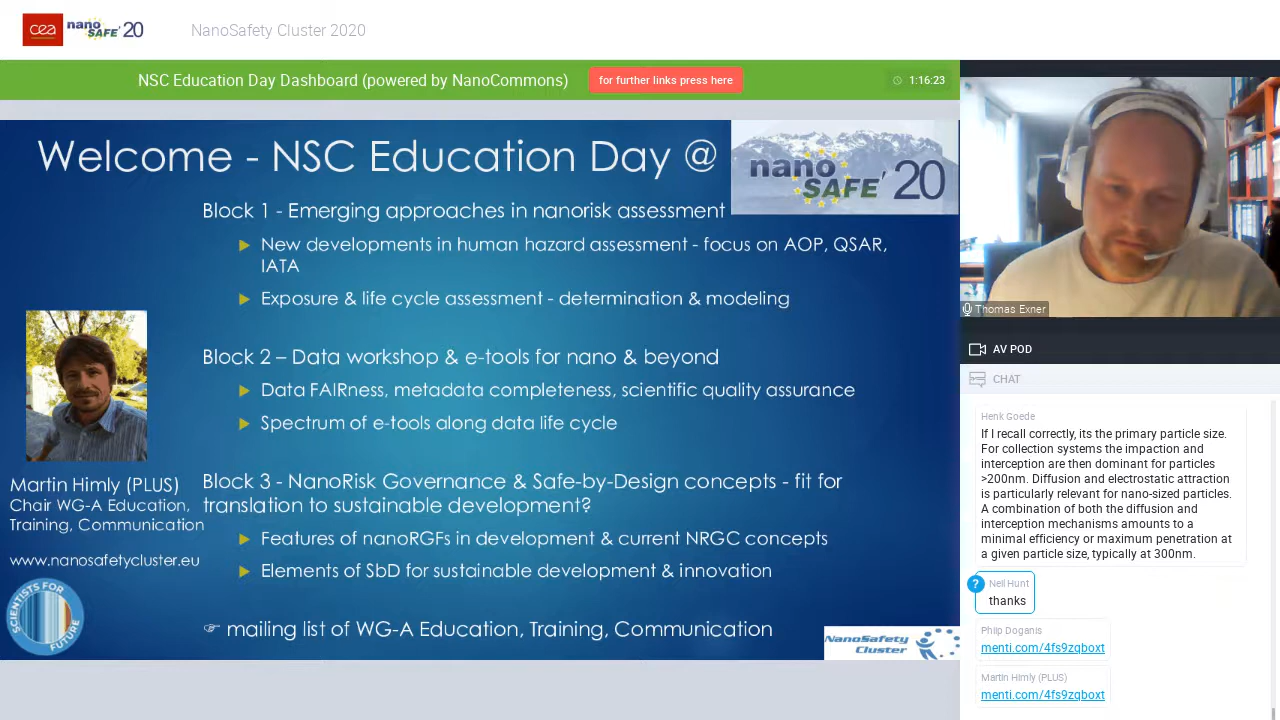 cea nano SAFE'20
NanoSafety Cluster 2020
NSC Education Day Dashboard (powered by NanoCommons)
for further links press here
1:16:23
Welcome - NSC Education Day @
nano
SAFE'20
Block 1 - Emerging approaches in nanorisk assessment
New developments in human hazard assessment - focus on AOP, QSAR,
IATA
Exposure & life cycle assessment - determination & modeling
Block 2 – Data workshop & e-tools for nano & beyond
Data FAIRness, metadata completeness, scientific quality assurance
Spectrum of e-tools along data life cycle
Block 3 - NanoRisk Governance & Safe-by-Design concepts - fit for
translation to sustainable development?
Features of nanoRGFs in development & current NRGC concepts
Elements of SbD for sustainable development & innovation
☞ mailing list of WG-A Education, Training, Communication
Martin Himly (PLUS)
Chair WG-A Education,
Training, Communication
www.nanosafetycluster.eu
SCIENTISTS FOR
FUTURE
NanoSafety
Cluster
Thomas Exner
AV POD
CHAT
Henk Goede
If I recall correctly, its the primary particle size.
For collection systems the impaction and
interception are then dominant for particles
>200nm. Diffusion and electrostatic attraction
is particularly relevant for nano-sized particles.
A combination of both the diffusion and
interception mechanisms amounts to a
minimal efficiency or maximum penetration at
a given particle size, typically at 300nm.
?
Neil Hunt
thanks
Philp Doganis
menti.com/4fs9zqboxt
Martin Himly (PLUS)
menti.com/4fs9zqboxt